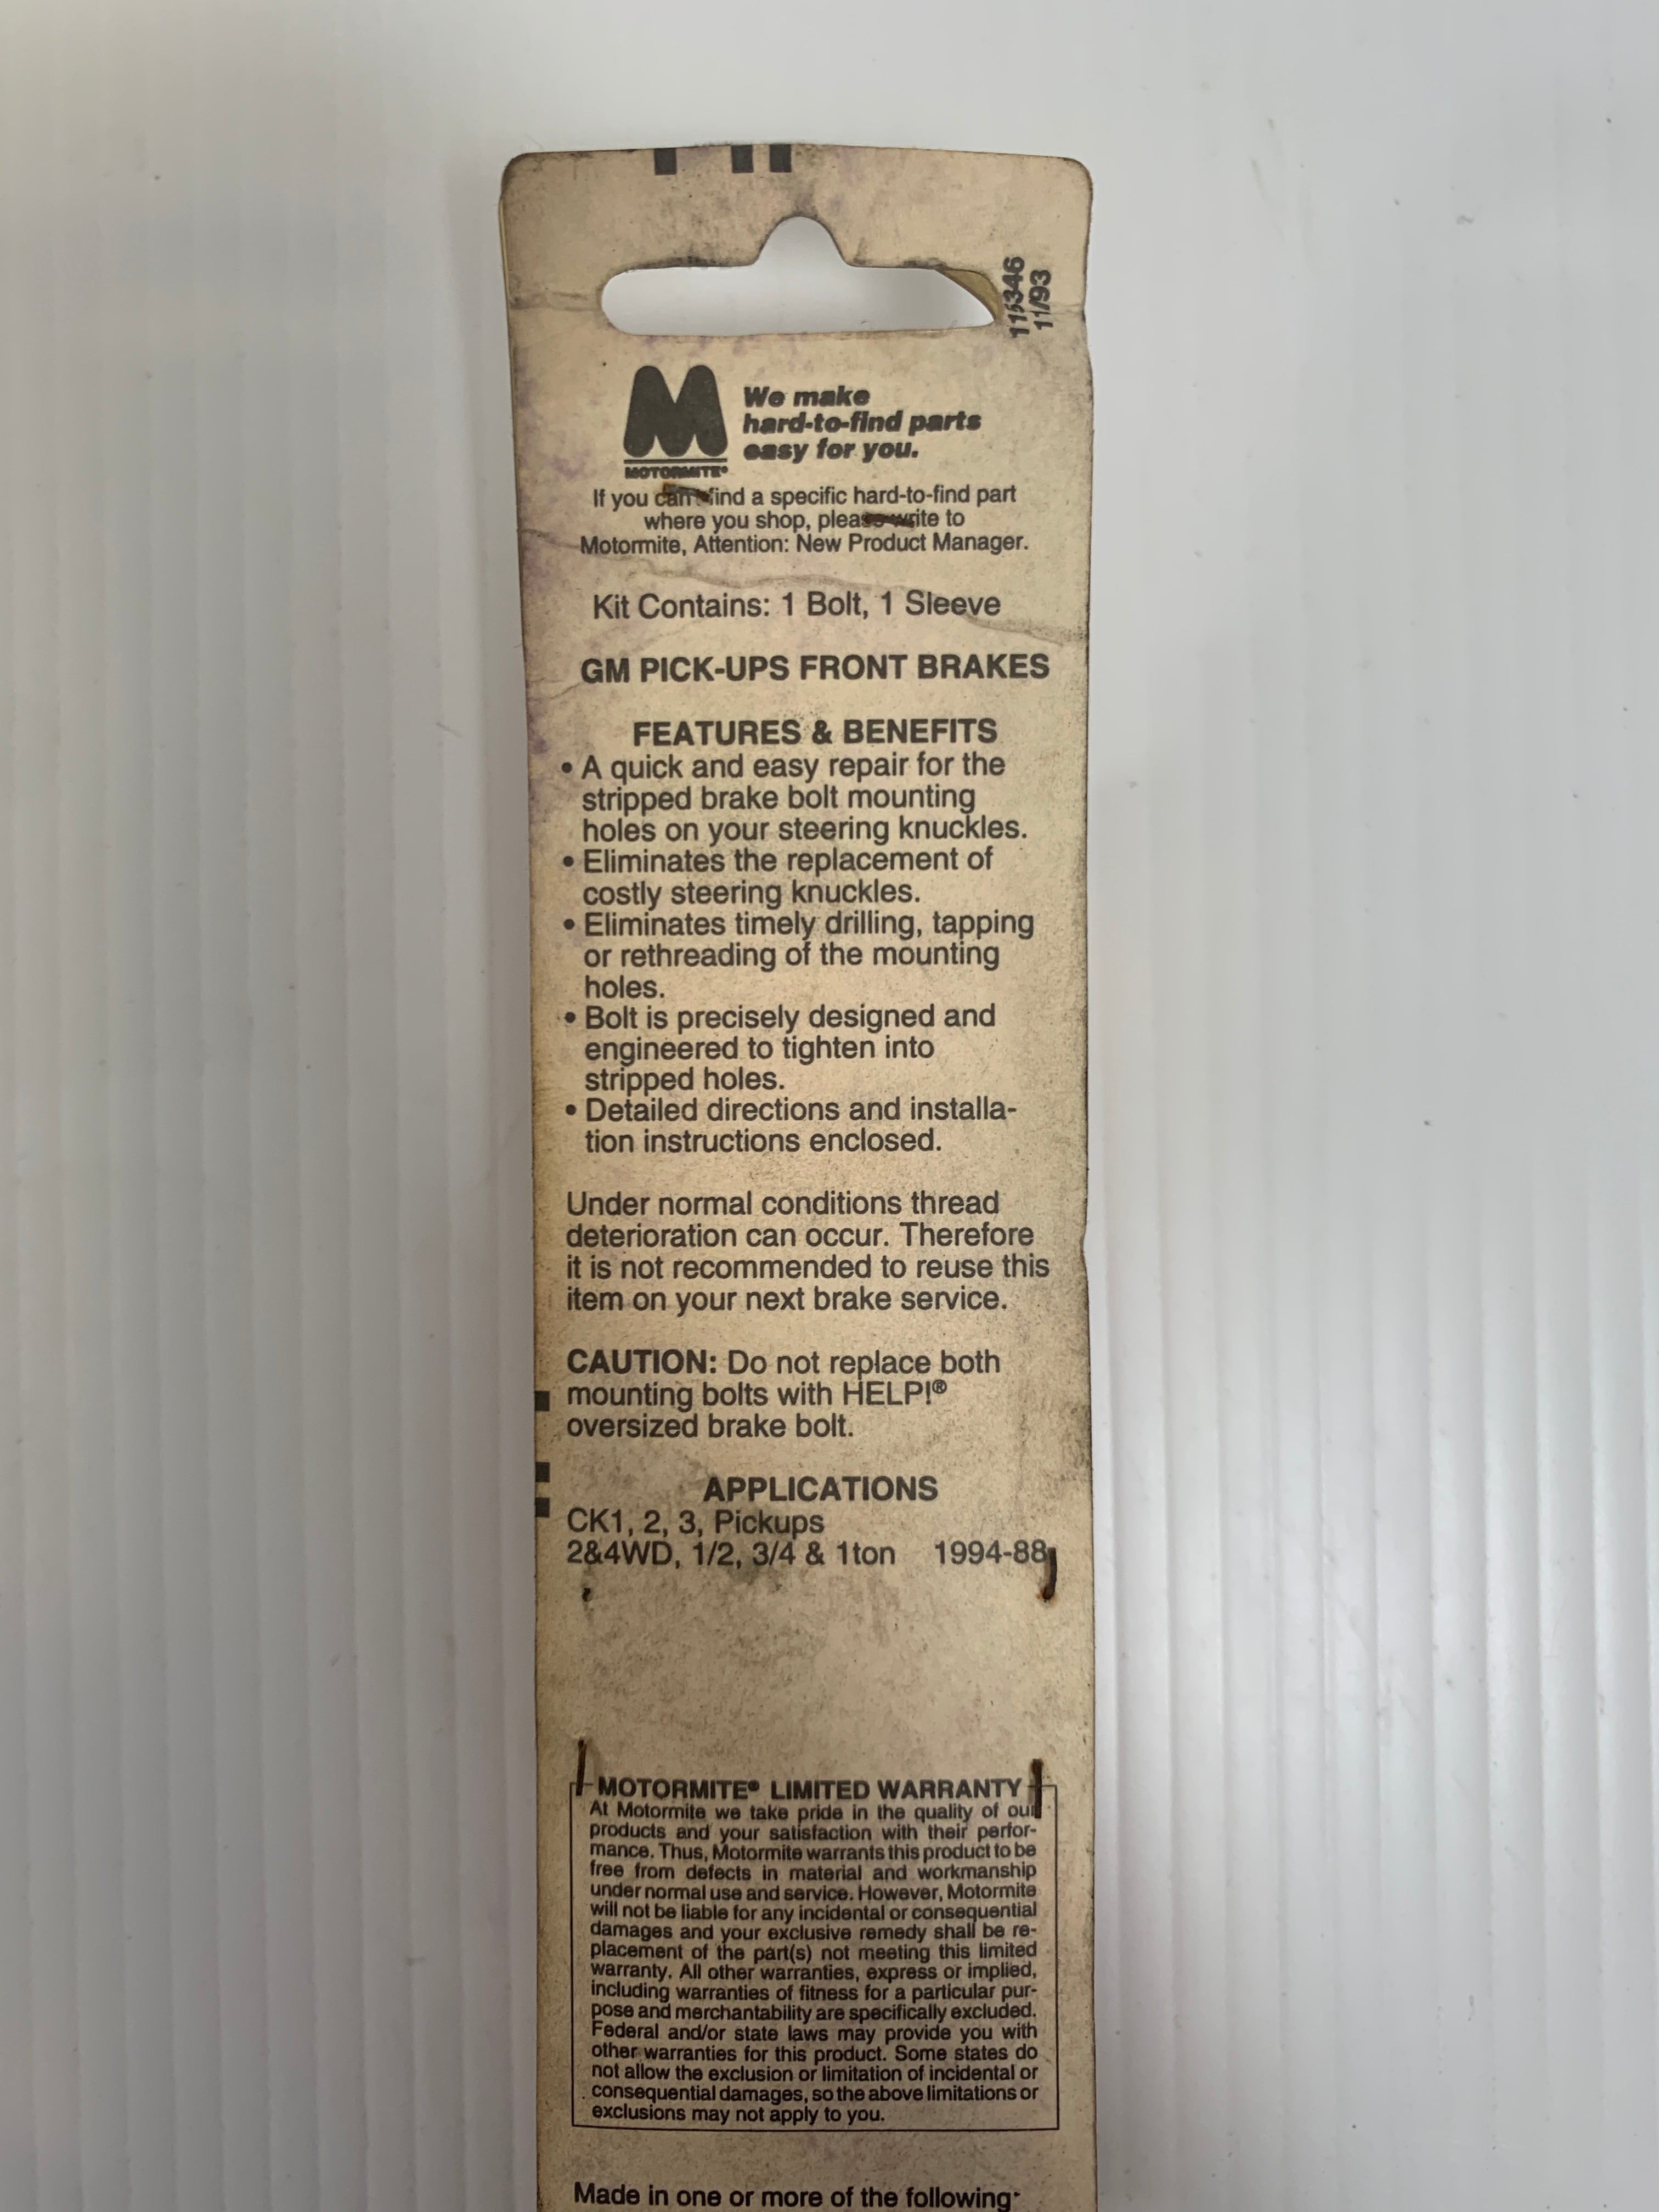 11/93
MOTORMITE®
We make
hard-to-find parts
easy for you.
If you find a specific hard-to-find part
where you shop, please write to
Motormite, Attention: New Product Manager.
Kit Contains: 1 Bolt, 1 Sleeve
GM PICK-UPS FRONT BRAKES
FEATURES & BENEFITS
• A quick and easy repair for the
stripped brake bolt mounting
holes on your steering knuckles.
• Eliminates the replacement of
costly steering knuckles.
• Eliminates timely drilling, tapping
or rethreading of the mounting
holes.
• Bolt is precisely designed and
engineered to tighten into
stripped holes.
• Detailed directions and installa-
tion instructions enclosed.
Under normal conditions thread
deterioration can occur. Therefore
it is not recommended to reuse this
item on your next brake service.
CAUTION: Do not replace both
mounting bolts with HELP!®
oversized brake bolt.
APPLICATIONS
CK1, 2, 3, Pickups
2&4WD, 1/2, 3/4 & 1ton 1994-88
MOTORMITE® LIMITED WARRANTY
At Motormite we take pride in the quality of our
products and your satisfaction with their perfor-
mance. Thus, Motormite warrants this product to be
free from defects in material and workmanship
under normal use and service. However, Motormite
will not be liable for any incidental or consequential
damages and your exclusive remedy shall be re-
placement of the part(s) not meeting this limited
warranty. All other warranties, express or implied,
including warranties of fitness for a particular pur-
pose and merchantability are specifically excluded.
Federal and/or state laws may provide you with
other warranties for this product. Some states do
not allow the exclusion or limitation of incidental or
consequential damages, so the above limitations or
exclusions may not apply to you.
Made in one or more of the following